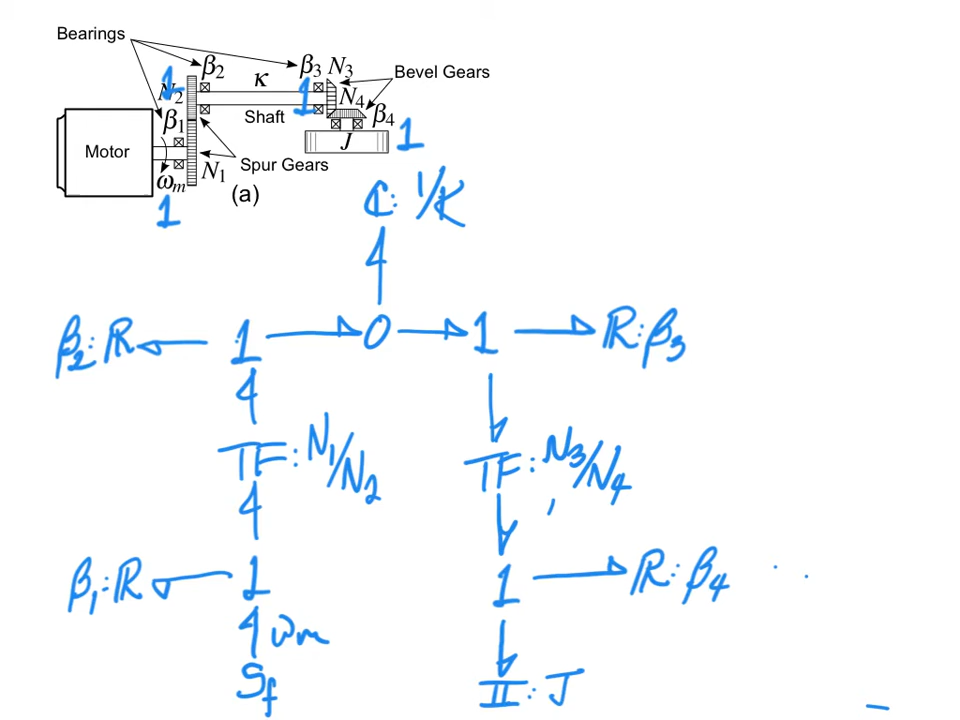 Bearings
β2 κ β3 N3 Bevel Gears
1
N2 1 N4
β1 Shaft β4
Motor J 1
Spur Gears
ωm N1 (a)
1
C: 1/K
β2:R 1 0 1 R:β3
TF: N1/N2 TF: N3/N4
β1:R 1 1 R:β4
ωm
Sf I: J